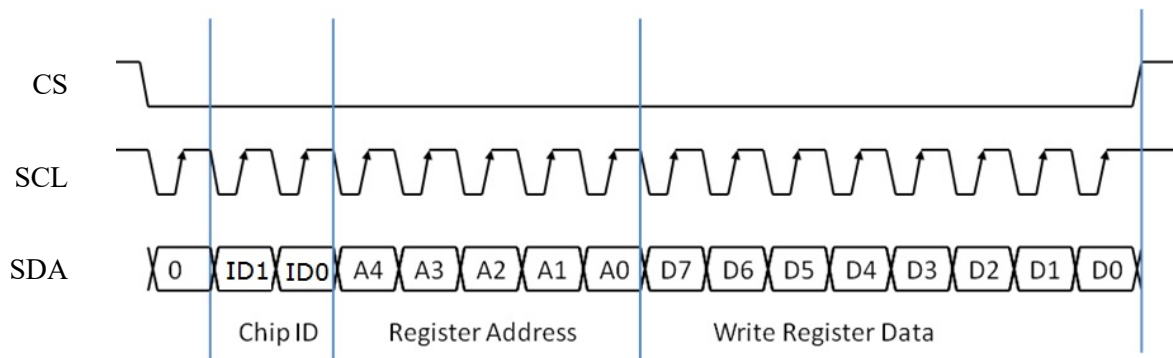 CS
SCL
SDA 0 ID1 ID0 A4 A3 A2 A1 A0 D7 D6 D5 D4 D3 D2 D1 D0
Chip ID Register Address Write Register Data